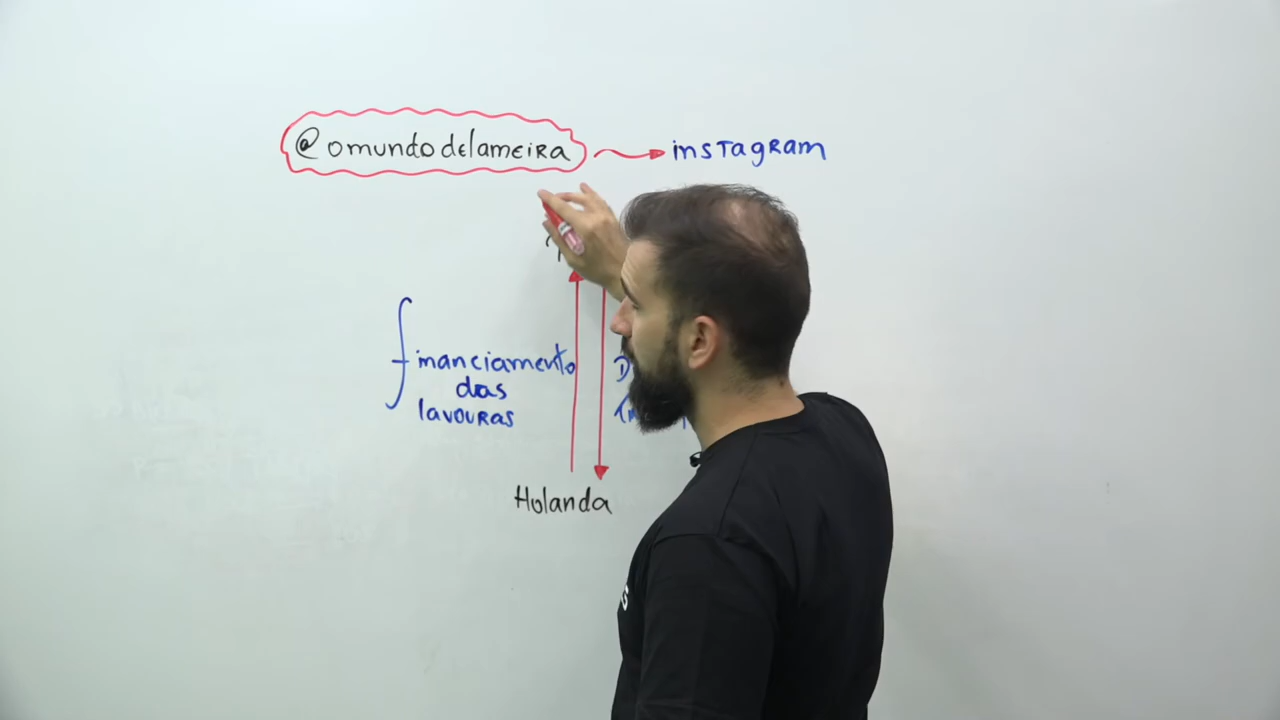 @omundodelameira
instagram
financiamento
das
lavouras
Holanda